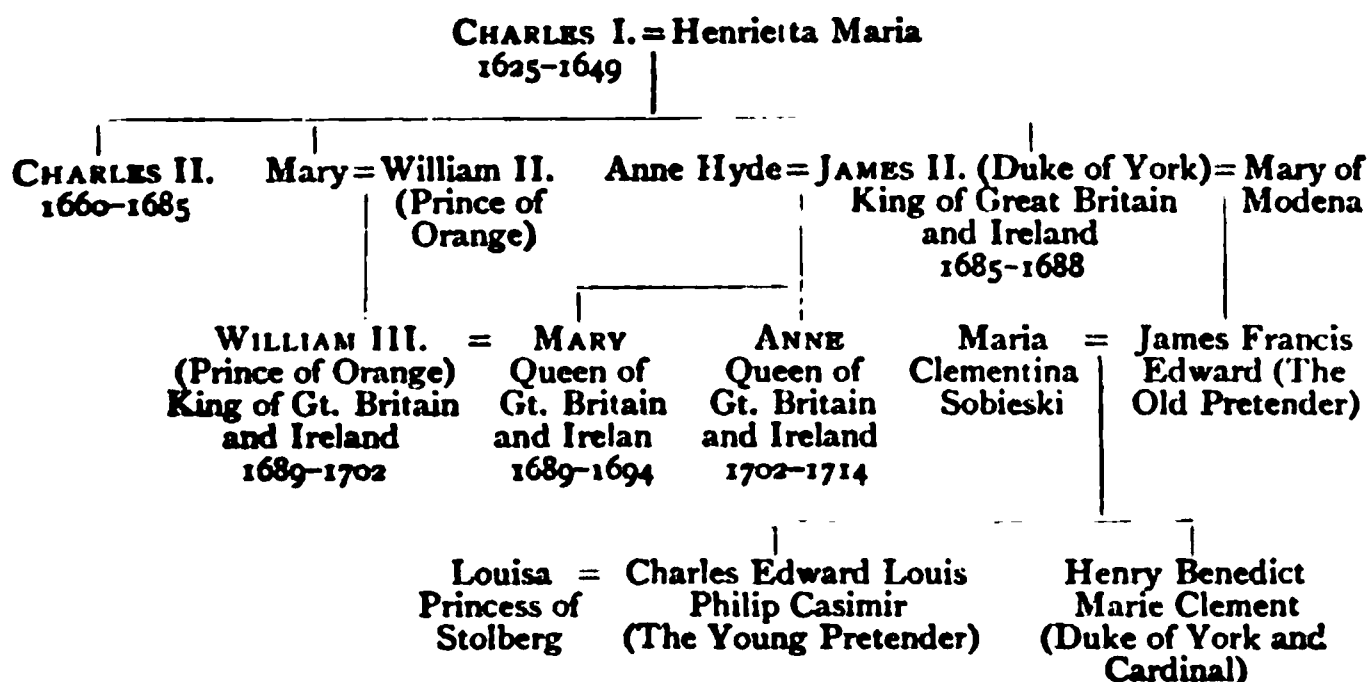 CHARLES I. = Henrietta Maria
1625–1649
CHARLES II. Mary = William II. Anne Hyde = JAMES II. (Duke of York) = Mary of
1660–1685 (Prince of King of Great Britain Modena
Orange) and Ireland
1685–1688
WILLIAM III. = MARY ANNE Maria = James Francis
(Prince of Orange) Queen of Queen of Clementina Edward (The
King of Gt. Britain Gt. Britain Gt. Britain Sobieski Old Pretender)
and Ireland and Irelan and Ireland
1689–1702 1689–1694 1702–1714
Louisa = Charles Edward Louis Henry Benedict
Princess of Philip Casimir Marie Clement
Stolberg (The Young Pretender) (Duke of York and
Cardinal)